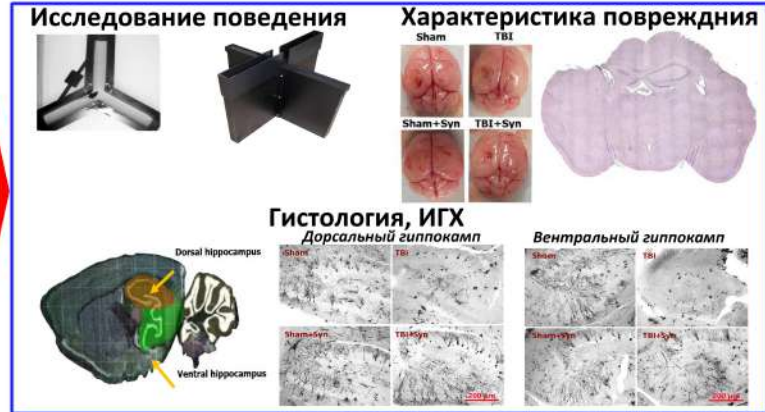 Исследование поведения
Характеристика повреждния
Sham
TBI
Sham+Syn
TBI+Syn
Гистология, ИГХ
Дорсальный гиппокамп
Вентральный гиппокамп
Dorsal hippocampus
Ventral hippocampus
Sham
TBI
Sham+Syn
TBI+Syn
200 µm
Sham
TBI
Sham+Syn
TBI+Syn
200 µm